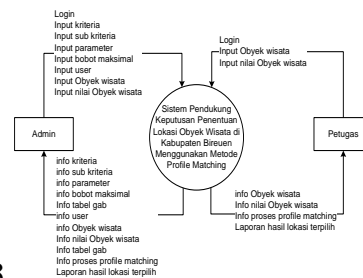 Login
Input kriteria
Input sub kriteria
Input parameter
Input bobot maksimal
Input user
Input Obyek wisata
Input nilai Obyek wisata
Login
Input Obyek wisata
Input nilai Obyek wisata
Admin
Sistem Pendukung
Keputusan Penentuan
Lokasi Obyek Wisata di
Kabupaten Bireuen
Menggunakan Metode
Profile Matching
Petugas
info kriteria
info sub kriteria
info parameter
info bobot maksimal
Info tabel gab
info user
info Obyek wisata
Info nilai Obyek wisata
Info tabel gab
Info proses profile matching
Laporan hasil lokasi terpilih
info Obyek wisata
Info nilai Obyek wisata
Info proses profile matching
Laporan hasil lokasi terpilih